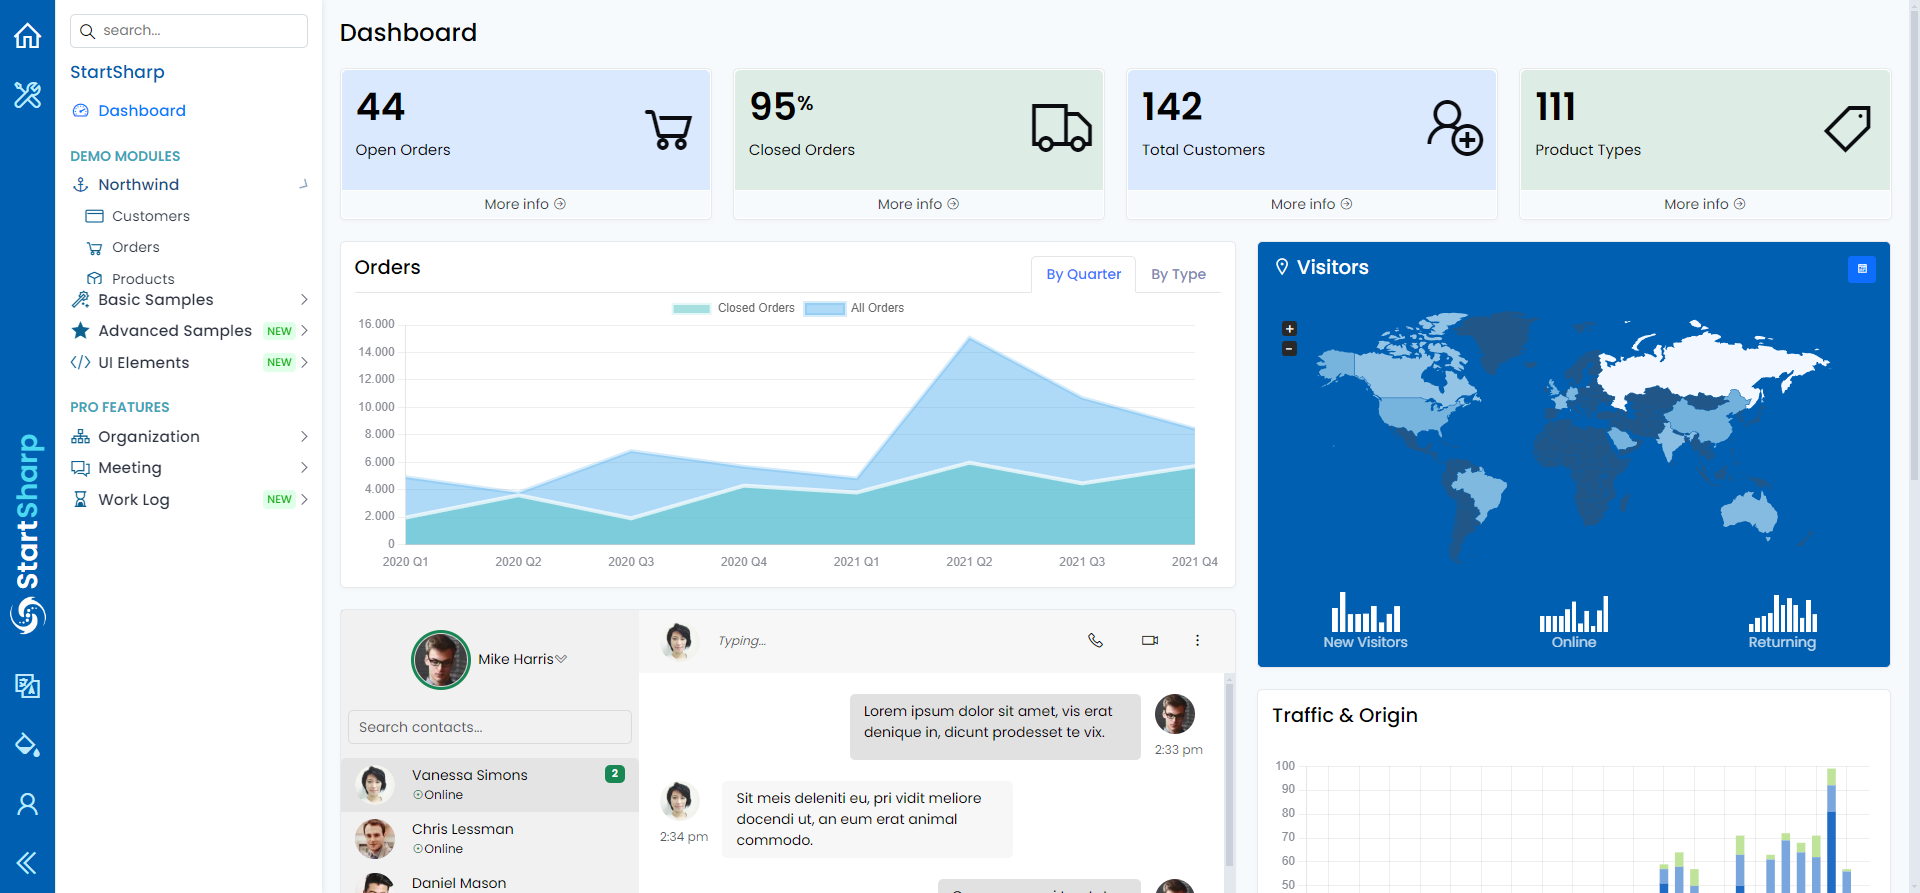 search...
StartSharp
Dashboard
DEMO MODULES
Northwind
Customers
Orders
Products
Basic Samples
Advanced Samples NEW
UI Elements NEW
PRO FEATURES
Organization
Meeting
Work Log NEW
StartSharp
Dashboard
44
Open Orders
More info
95%
Closed Orders
More info
142
Total Customers
More info
111
Product Types
More info
Orders
By Quarter By Type
Closed Orders All Orders
16.000
14.000
12.000
10.000
8.000
6.000
4.000
2.000
0
2020 Q1 2020 Q2 2020 Q3 2020 Q4 2021 Q1 2021 Q2 2021 Q3 2021 Q4
Visitors
+
-
New Visitors Online Returning
Mike Harris
Search contacts...
Vanessa Simons 2
Online
Chris Lessman
Online
Daniel Mason
Typing...
Lorem ipsum dolor sit amet, vis erat
denique in, dicunt prodesset te vix.
2:33 pm
Sit meis deleniti eu, pri vidit meliore
docendi ut, an eum erat animal
commodo.
2:34 pm
Traffic & Origin
100
90
80
70
60
50